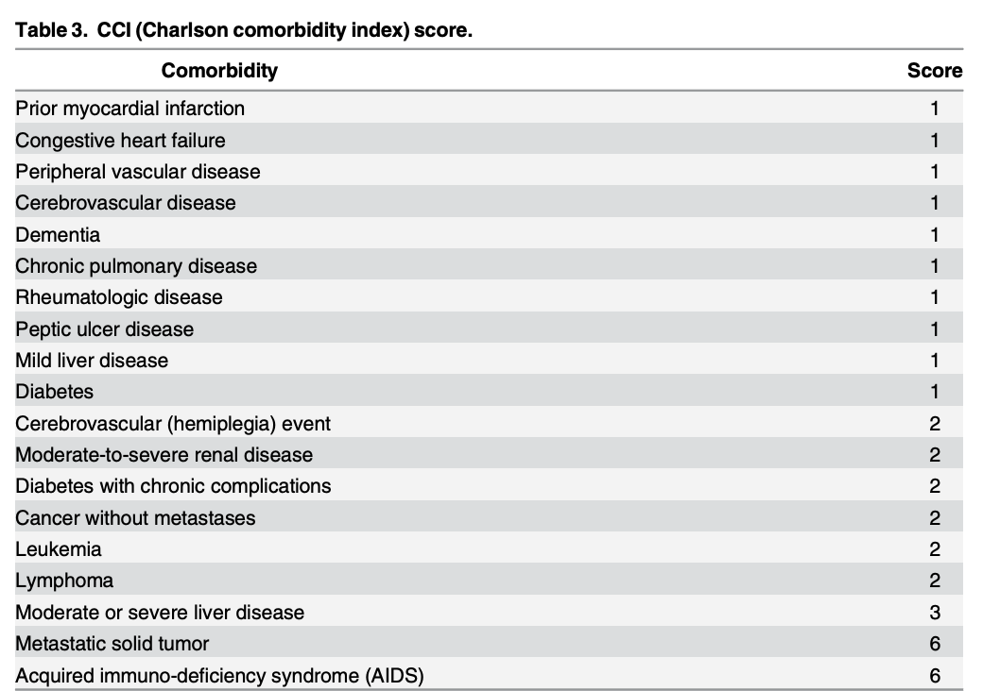 Table 3. CCI (Charlson comorbidity index) score.
Comorbidity Score
Prior myocardial infarction 1
Congestive heart failure 1
Peripheral vascular disease 1
Cerebrovascular disease 1
Dementia 1
Chronic pulmonary disease 1
Rheumatologic disease 1
Peptic ulcer disease 1
Mild liver disease 1
Diabetes 1
Cerebrovascular (hemiplegia) event 2
Moderate-to-severe renal disease 2
Diabetes with chronic complications 2
Cancer without metastases 2
Leukemia 2
Lymphoma 2
Moderate or severe liver disease 3
Metastatic solid tumor 6
Acquired immuno-deficiency syndrome (AIDS) 6